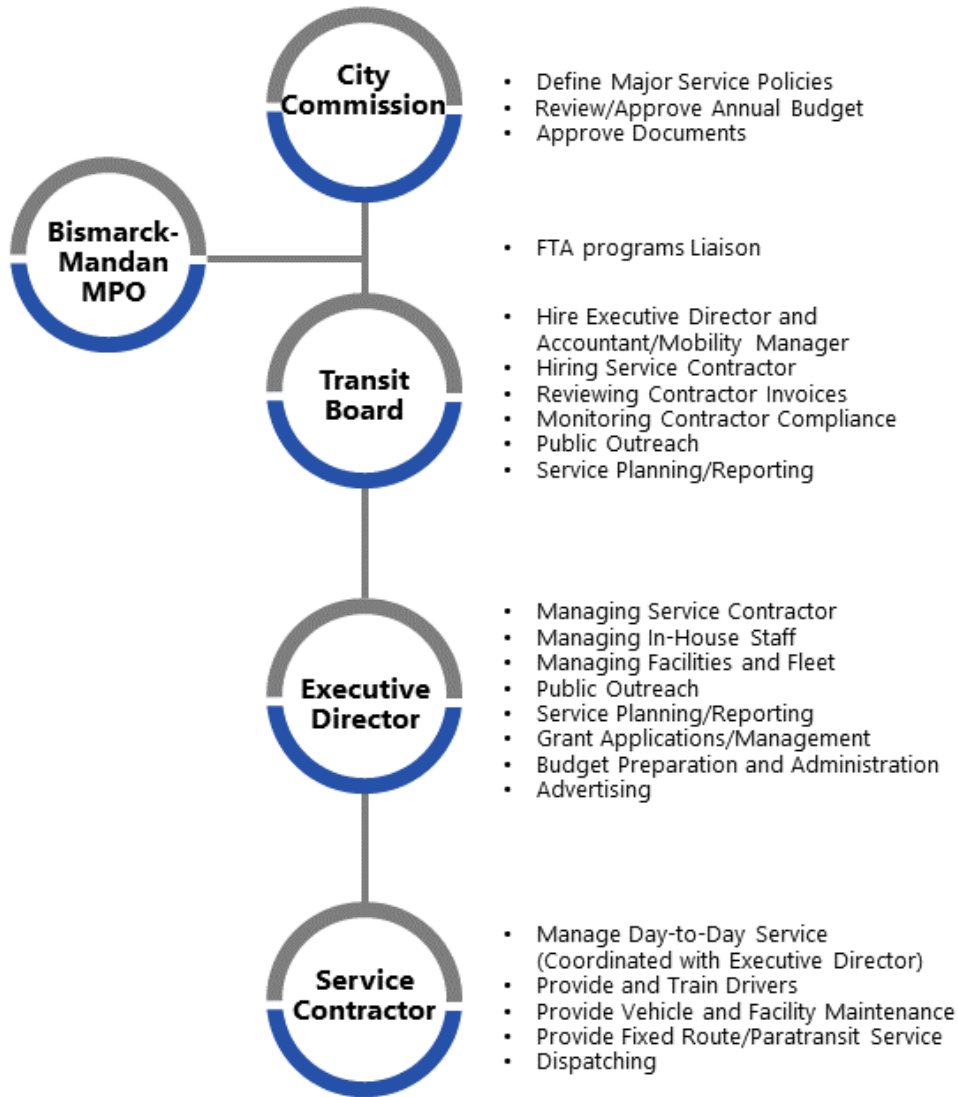 City
Commission
• Define Major Service Policies
• Review/Approve Annual Budget
• Approve Documents
Bismarck-
Mandan
MPO
• FTA programs Liaison
Transit
Board
• Hire Executive Director and
Accountant/Mobility Manager
• Hiring Service Contractor
• Reviewing Contractor Invoices
• Monitoring Contractor Compliance
• Public Outreach
• Service Planning/Reporting
Executive
Director
• Managing Service Contractor
• Managing In-House Staff
• Managing Facilities and Fleet
• Public Outreach
• Service Planning/Reporting
• Grant Applications/Management
• Budget Preparation and Administration
• Advertising
Service
Contractor
• Manage Day-to-Day Service
(Coordinated with Executive Director)
• Provide and Train Drivers
• Provide Vehicle and Facility Maintenance
• Provide Fixed Route/Paratransit Service
• Dispatching